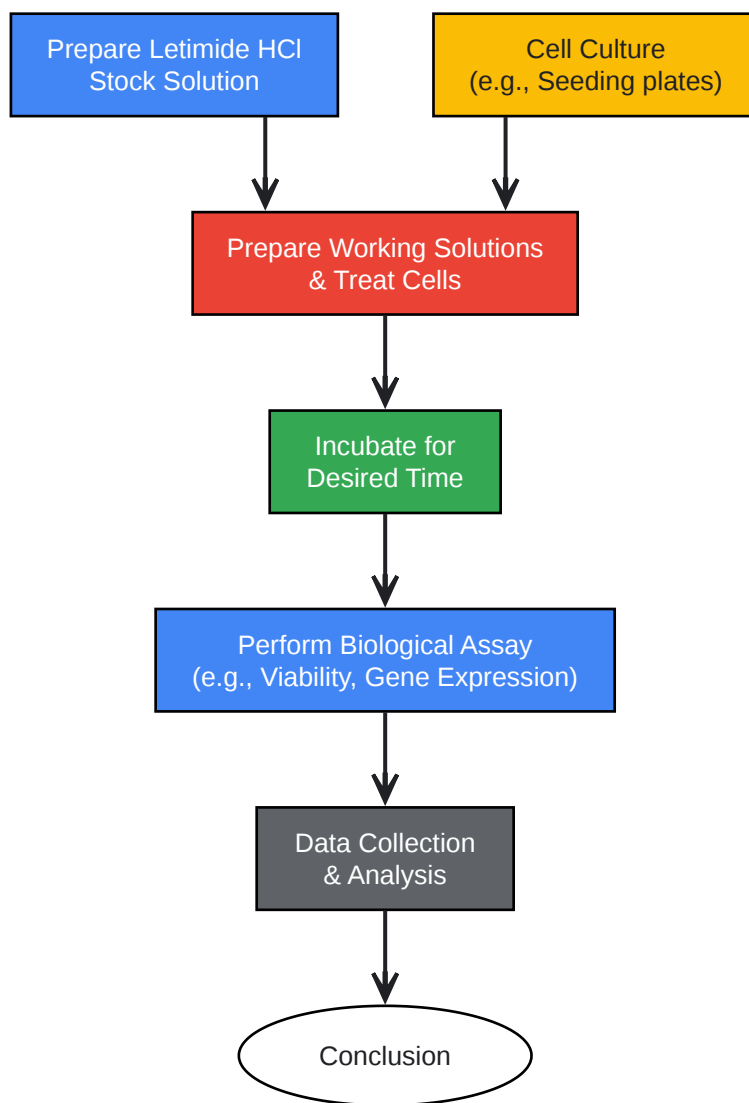 Prepare Letimide HCl
Stock Solution
Cell Culture
(e.g., Seeding plates)
Prepare Working Solutions
& Treat Cells
Incubate for
Desired Time
Perform Biological Assay
(e.g., Viability, Gene Expression)
Data Collection
& Analysis
Conclusion